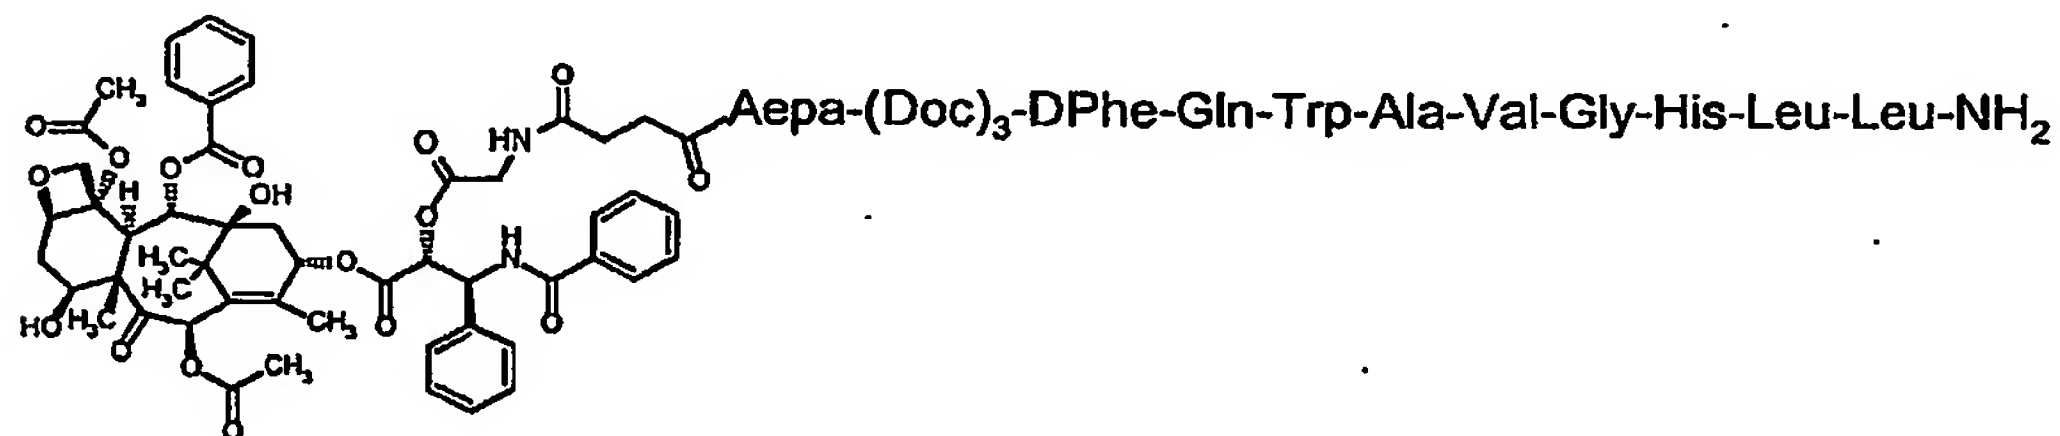 Aepa-(Doc)3-DPhe-Gln-Trp-Ala-Val-Gly-His-Leu-Leu-NH2
CH3
O
O
O
O
O
HN
O
O
O
H
OH
O
H3C
H3C
O
O
H
N
O
HO
H3C
O
CH3
O
O
CH3
O